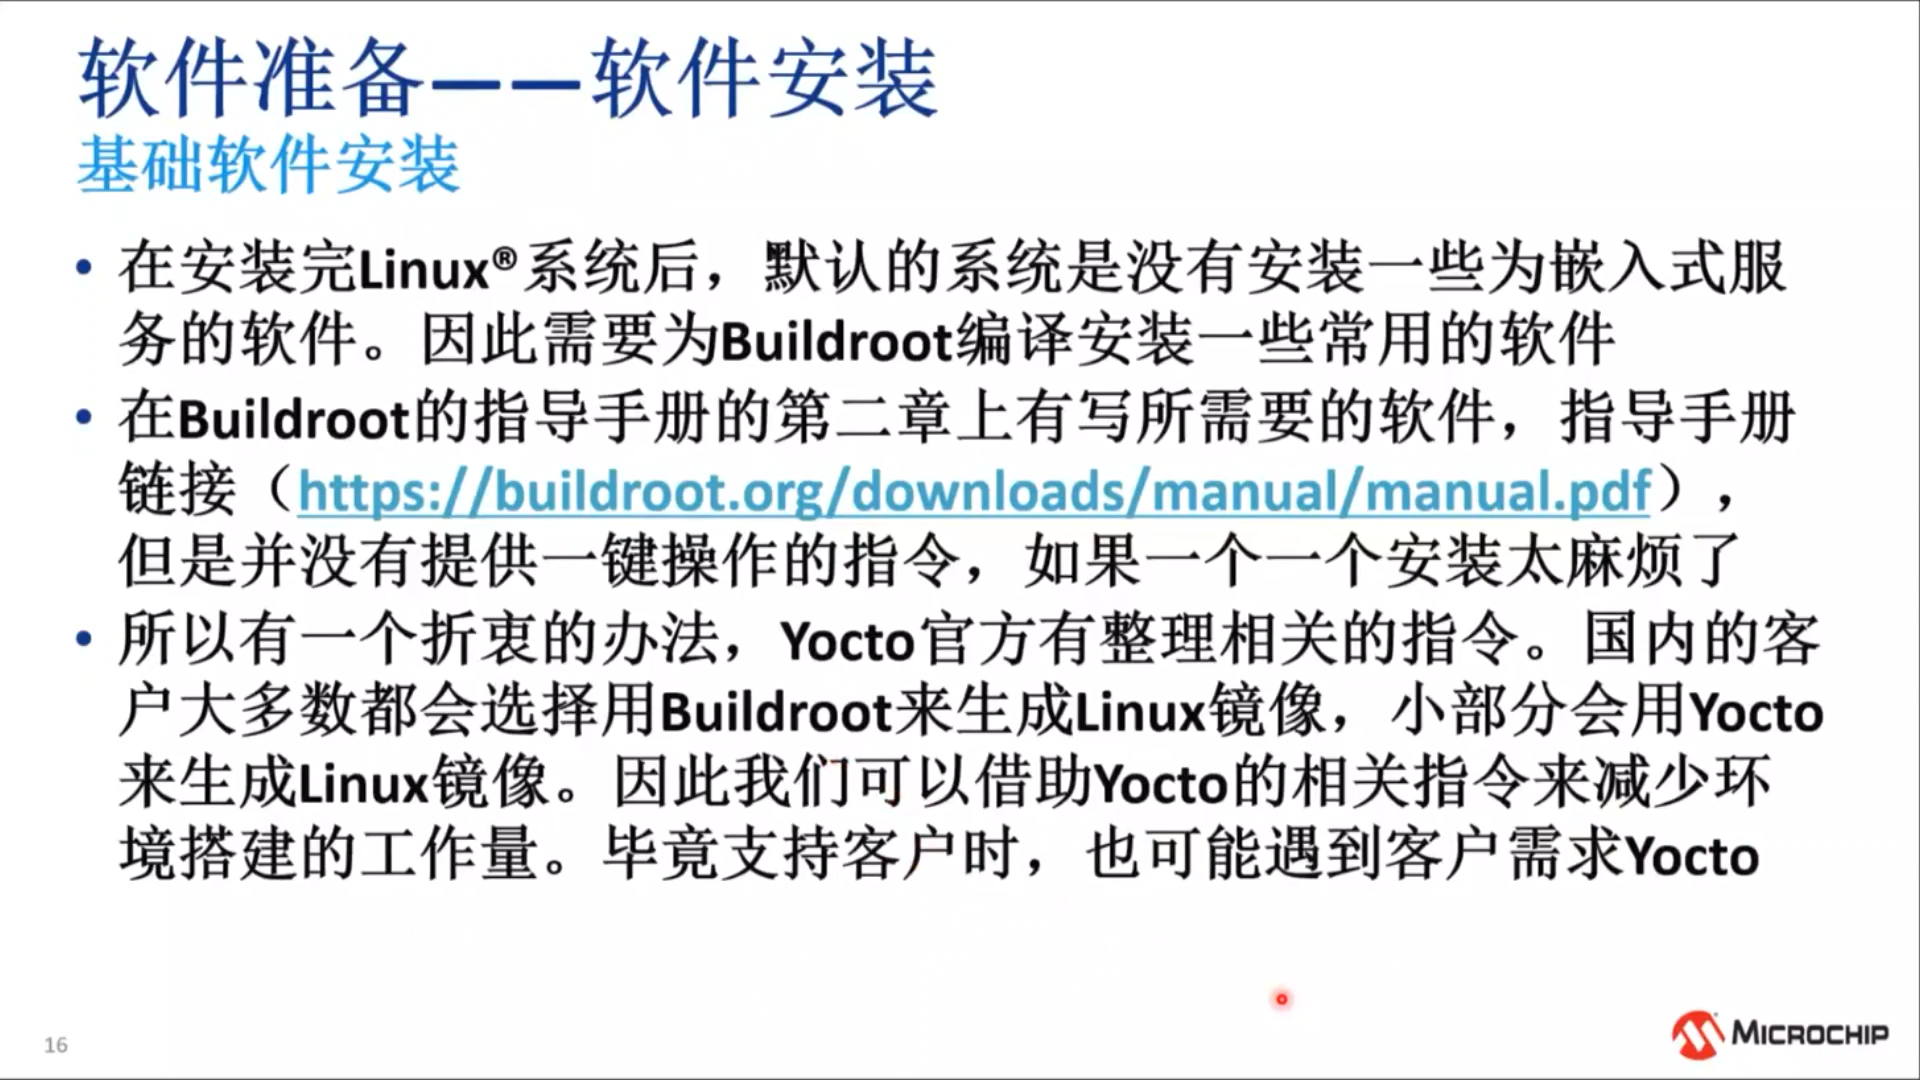 软件准备——软件安装
基础软件安装
• 在安装完Linux®系统后，默认的系统是没有安装一些为嵌入式服
务的软件。因此需要为Buildroot编译安装一些常用的软件
• 在Buildroot的指导手册的第二章上有写所需要的软件，指导手册
链接（https://buildroot.org/downloads/manual/manual.pdf），
但是并没有提供一键操作的指令，如果一个一个安装太麻烦了
• 所以有一个折衷的办法，Yocto官方有整理相关的指令。国内的客
户大多数都会选择用Buildroot来生成Linux镜像，小部分会用Yocto
来生成Linux镜像。因此我们可以借助Yocto的相关指令来减少环
境搭建的工作量。毕竟支持客户时，也可能遇到客户需求Yocto
16
MICROCHIP